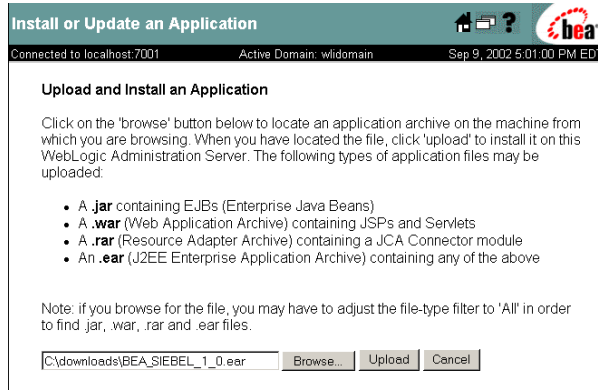 Install or Update an Application
?
bea
Connected to localhost:7001 Active Domain: wlidomain Sep 9, 2002 5:01:00 PM ED
Upload and Install an Application
Click on the 'browse' button below to locate an application archive on the machine from
which you are browsing. When you have located the file, click 'upload' to install it on this
WebLogic Administration Server. The following types of application files may be
uploaded:
• A .jar containing EJBs (Enterprise Java Beans)
• A .war (Web Application Archive) containing JSPs and Servlets
• A .rar (Resource Adapter Archive) containing a JCA Connector module
• An .ear (J2EE Enterprise Application Archive) containing any of the above
Note: if you browse for the file, you may have to adjust the file-type filter to 'All' in order
to find .jar, .war, .rar and .ear files.
C:\downloads\BEA_SIEBEL_1_0.ear Browse... Upload Cancel